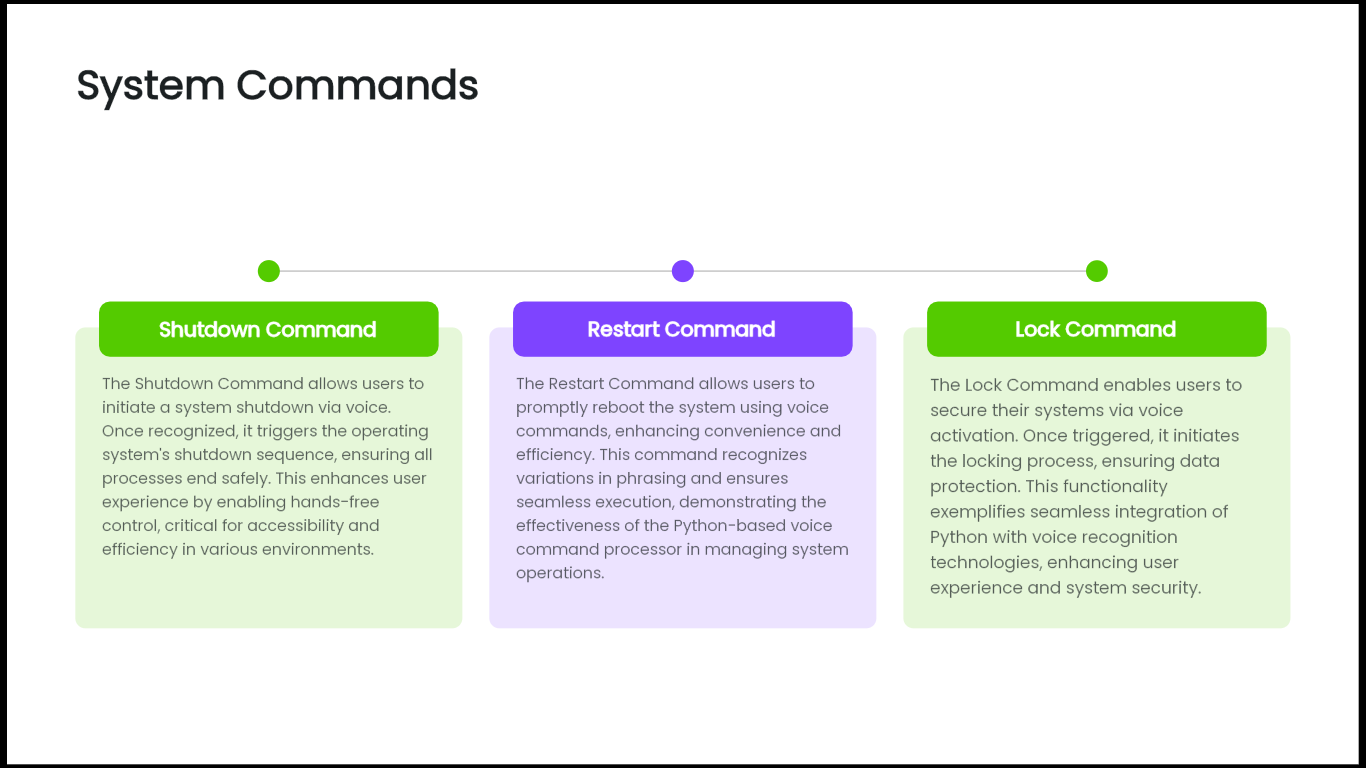 System Commands
Shutdown Command
The Shutdown Command allows users to
initiate a system shutdown via voice.
Once recognized, it triggers the operating
system's shutdown sequence, ensuring all
processes end safely. This enhances user
experience by enabling hands-free
control, critical for accessibility and
efficiency in various environments.
Restart Command
The Restart Command allows users to
promptly reboot the system using voice
commands, enhancing convenience and
efficiency. This command recognizes
variations in phrasing and ensures
seamless execution, demonstrating the
effectiveness of the Python-based voice
command processor in managing system
operations.
Lock Command
The Lock Command enables users to
secure their systems via voice
activation. Once triggered, it initiates
the locking process, ensuring data
protection. This functionality
exemplifies seamless integration of
Python with voice recognition
technologies, enhancing user
experience and system security.